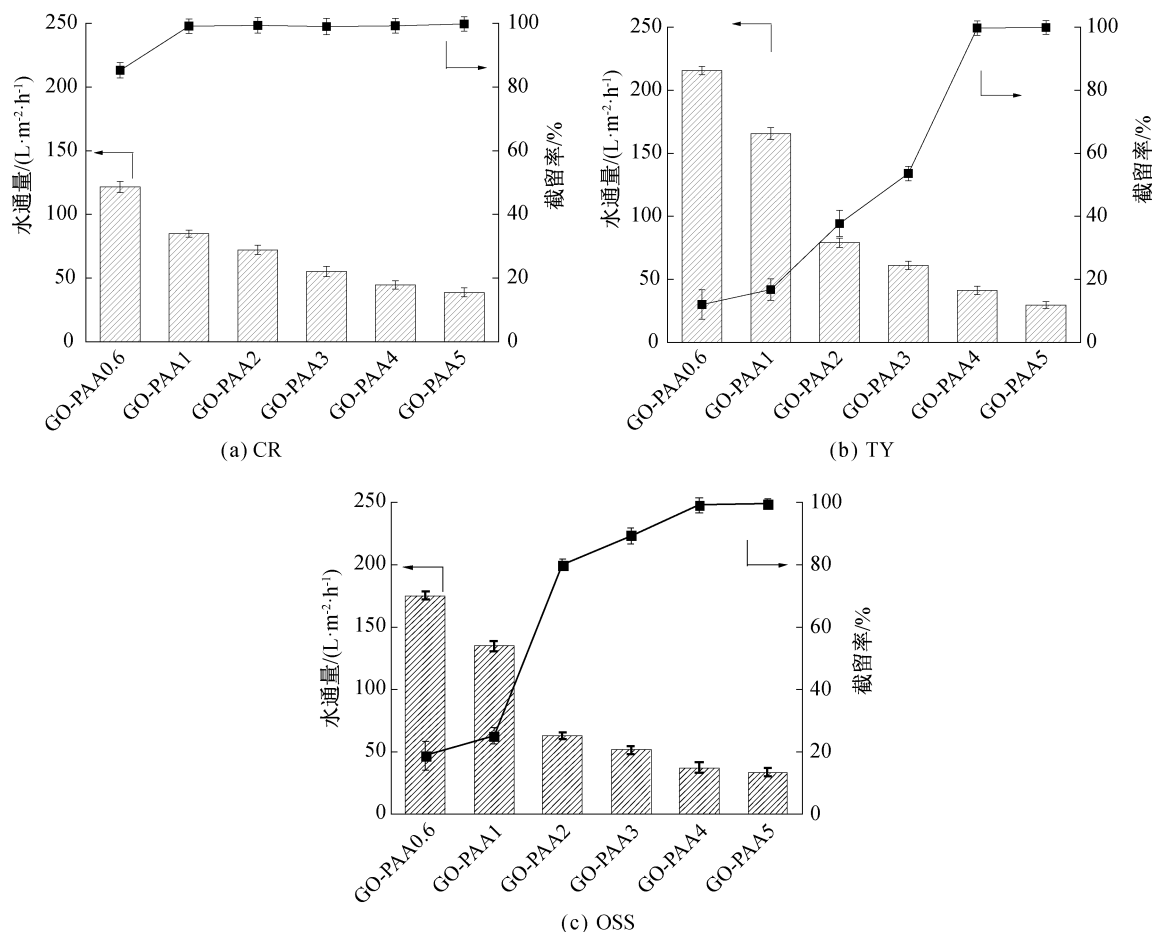 250
200
150
100
50
0
水通量/(L·m⁻²·h⁻¹)
100
80
60
40
20
0
截留率/%
GO-PAA0.6
GO-PAA1
GO-PAA2
GO-PAA3
GO-PAA4
GO-PAA5
(a) CR
250
200
150
100
50
0
水通量/(L·m⁻²·h⁻¹)
100
80
60
40
20
0
截留率/%
GO-PAA0.6
GO-PAA1
GO-PAA2
GO-PAA3
GO-PAA4
GO-PAA5
(b) TY
250
200
150
100
50
0
水通量/(L·m⁻²·h⁻¹)
100
80
60
40
20
0
截留率/%
GO-PAA0.6
GO-PAA1
GO-PAA2
GO-PAA3
GO-PAA4
GO-PAA5
(c) OSS